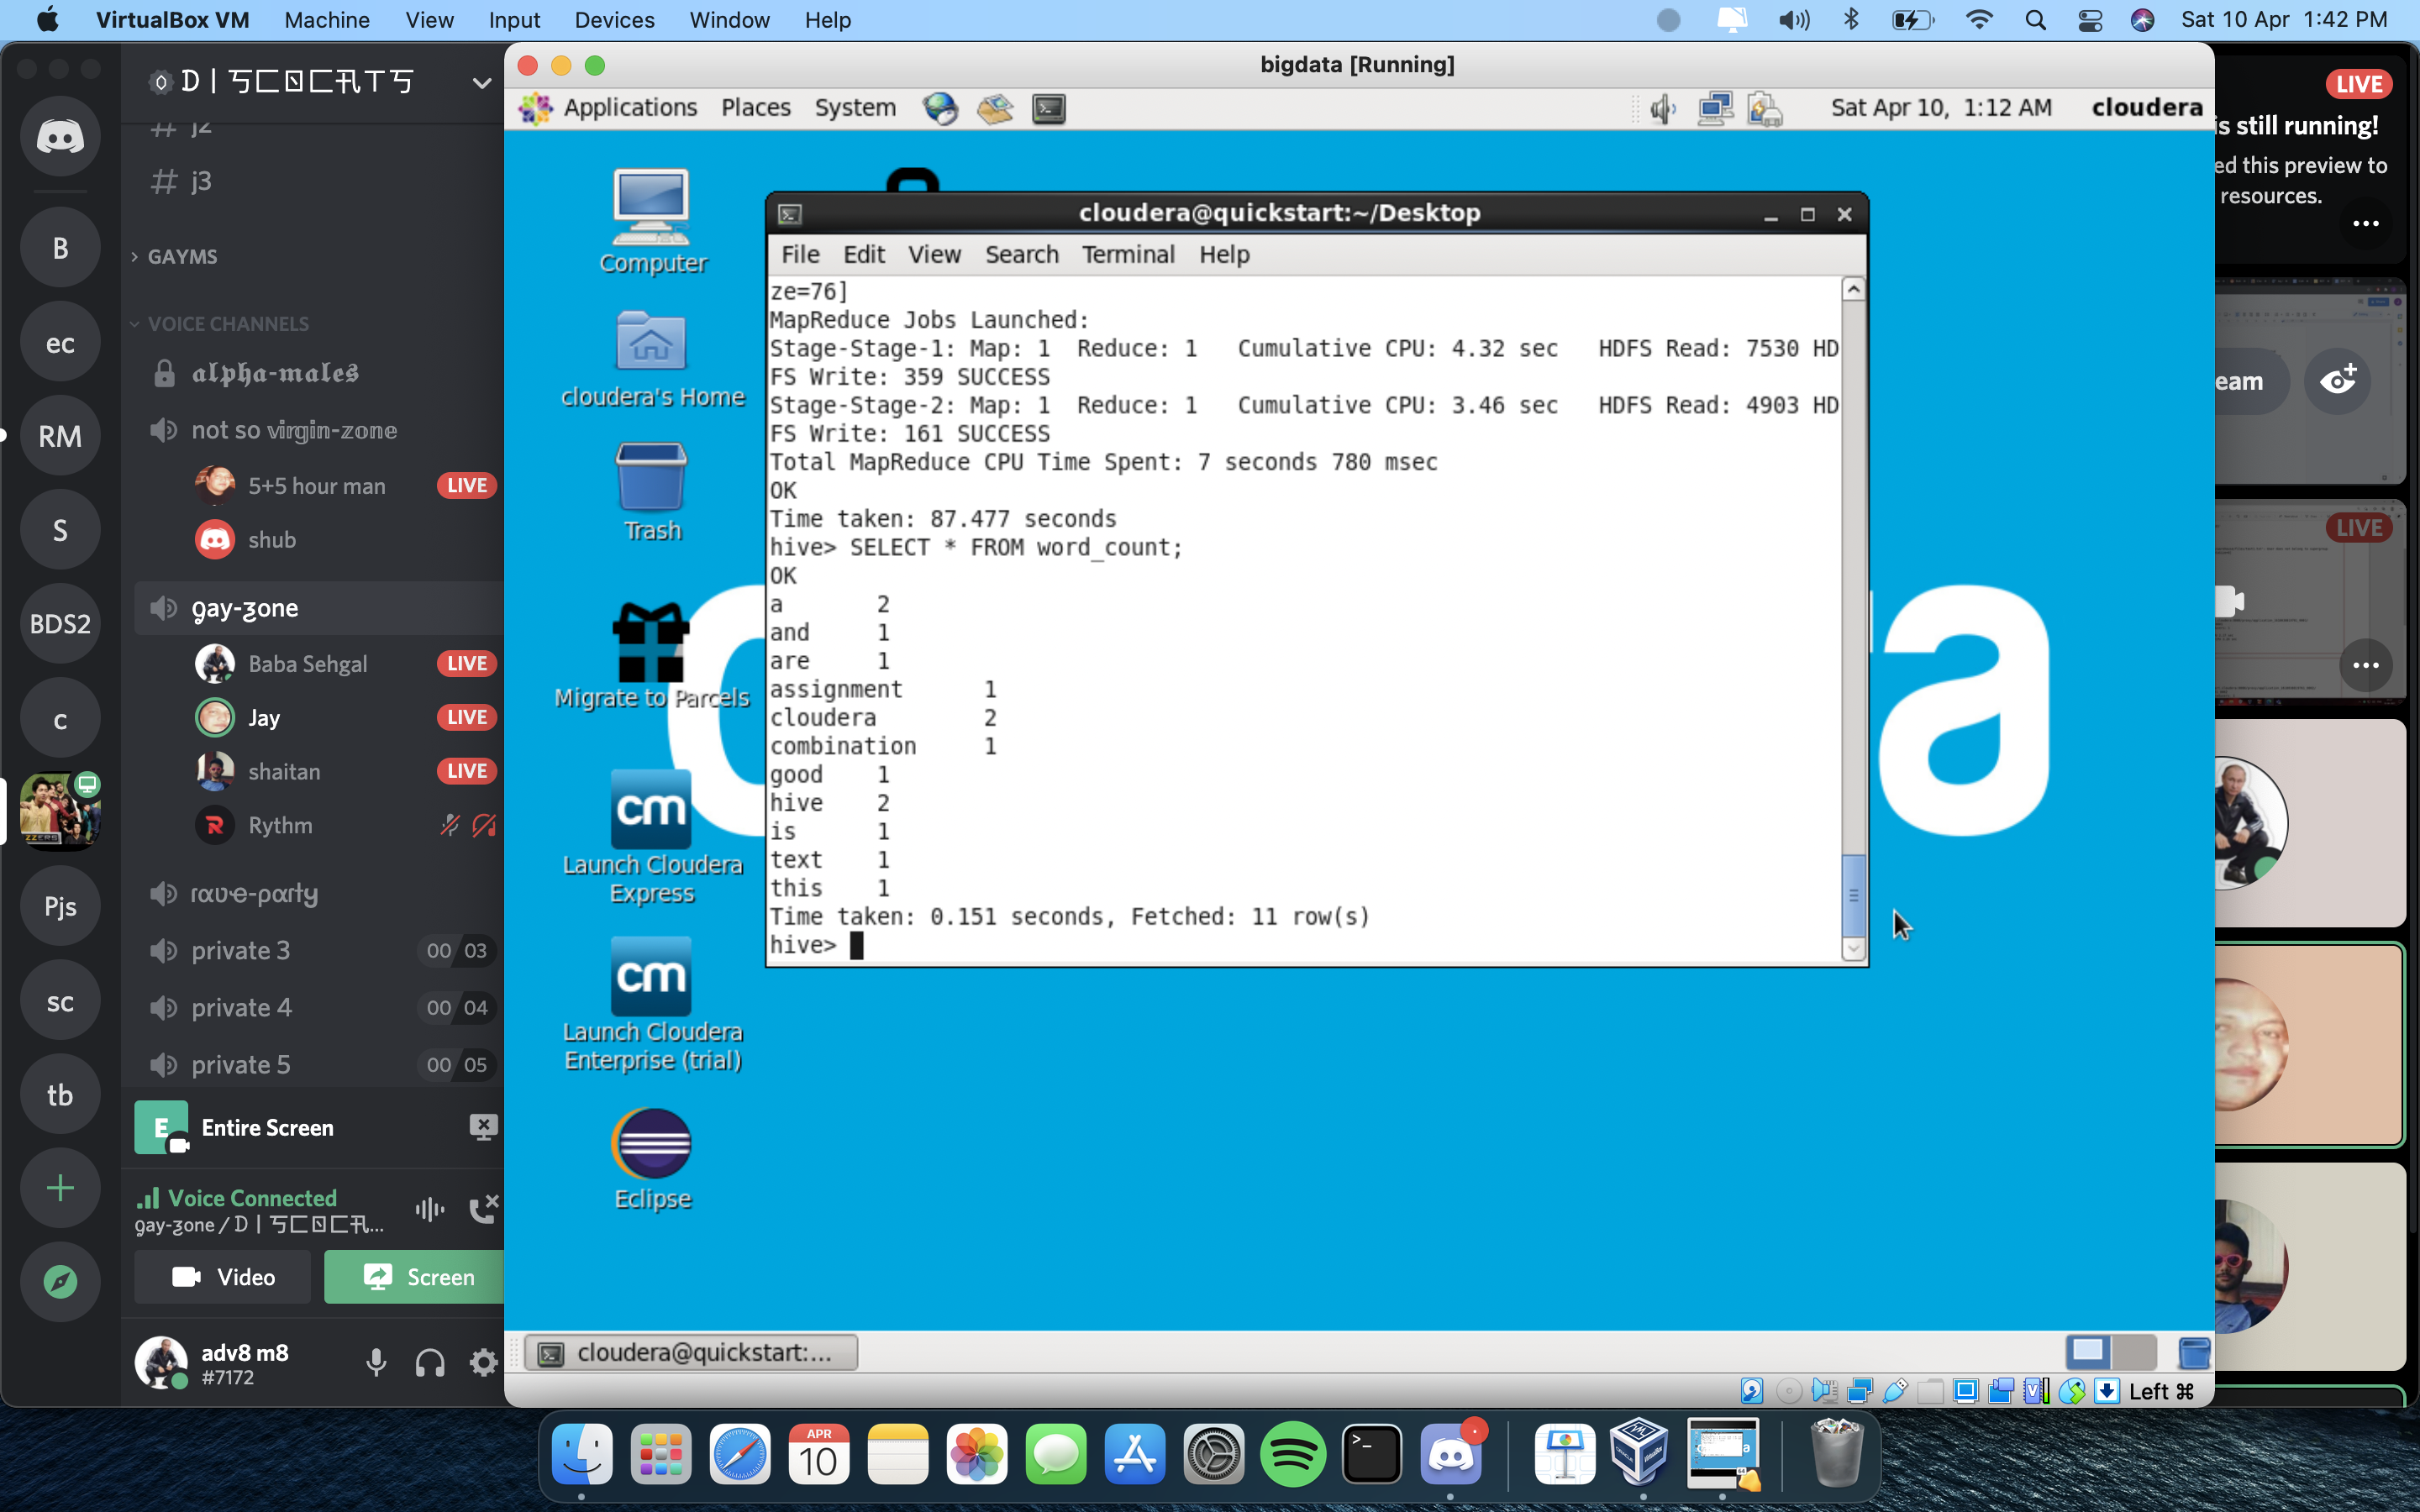 VirtualBox VM Machine View Input Devices Window Help Sat 10 Apr 1:42 PM
bigdata [Running]
Applications Places System Sat Apr 10, 1:12 AM cloudera
# j2
# j3
GAYMS
VOICE CHANNELS
𝖆𝖑𝖕𝖍𝖆-𝖒𝖆𝖑𝖊𝖘
not so 𝕧𝕚𝕣𝕘𝕚𝕟-𝕫𝕠𝕟𝕖
5+5 hour man LIVE
shub
gay-ʒone
Baba Sehgal LIVE
Jay LIVE
shaitan LIVE
Rythm
private 3 00 03
private 4 00 04
private 5 00 05
E Entire Screen
Voice Connected
Video Screen
adv8 m8
#7172
B
ec
RM
S
BDS2
c
ZZERS
Pjs
sc
tb
Computer
cloudera's Home
Trash
Migrate to Parcels
cm
Launch Cloudera
Express
cm
Launch Cloudera
Enterprise (trial)
Eclipse
cloudera@quickstart:~/Desktop
File Edit View Search Terminal Help
ze=76]
MapReduce Jobs Launched:
Stage-Stage-1: Map: 1 Reduce: 1 Cumulative CPU: 4.32 sec HDFS Read: 7530 HD
FS Write: 359 SUCCESS
Stage-Stage-2: Map: 1 Reduce: 1 Cumulative CPU: 3.46 sec HDFS Read: 4903 HD
FS Write: 161 SUCCESS
Total MapReduce CPU Time Spent: 7 seconds 780 msec
OK
Time taken: 87.477 seconds
hive> SELECT * FROM word_count;
OK
a 2
and 1
are 1
assignment 1
cloudera 2
combination 1
good 1
hive 2
is 1
text 1
this 1
Time taken: 0.151 seconds, Fetched: 11 row(s)
hive>
a
LIVE
is still running!
ed this preview to
resources.
eam
LIVE
cloudera@quickstart:...
Left ⌘
APR
10